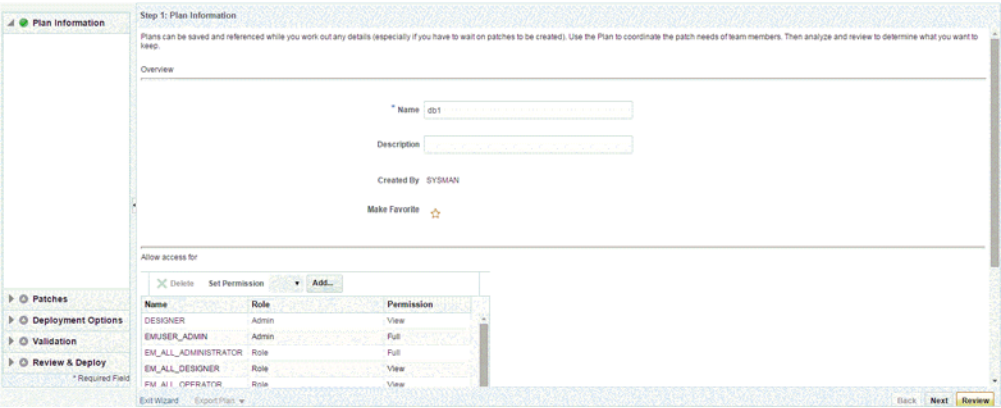 Plan Information
Patches
Deployment Options
Validation
Review & Deploy
* Required Field
Step 1: Plan Information
Plans can be saved and referenced while you work out any details (especially if you have to wait on patches to be created). Use the Plan to coordinate the patch needs of team members. Then analyze and review to determine what you want to
keep.
Overview
* Name db1
Description
Created By SYSMAN
Make Favorite
Allow access for
Delete Set Permission Add...
Name Role Permission
DESIGNER Admin View
EMUSER_ADMIN Admin Full
EM_ALL_ADMINISTRATOR Role Full
EM_ALL_DESIGNER Role View
EM_ALL_OPERATOR Role View
Exit Wizard Export Plan Back Next Review